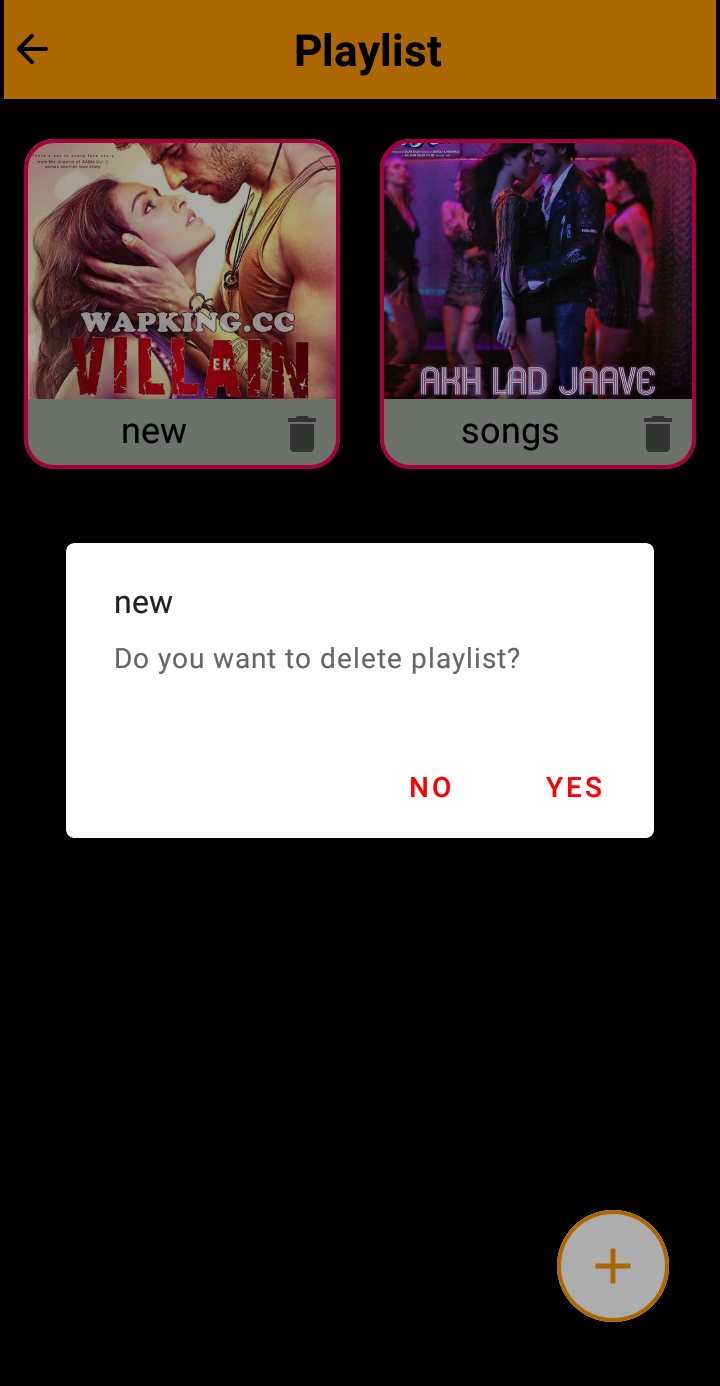 Playlist
WAPKING.CC
EK
VILLAIN
AKH LAD JAAVE
new
songs
new
Do you want to delete playlist?
NO
YES